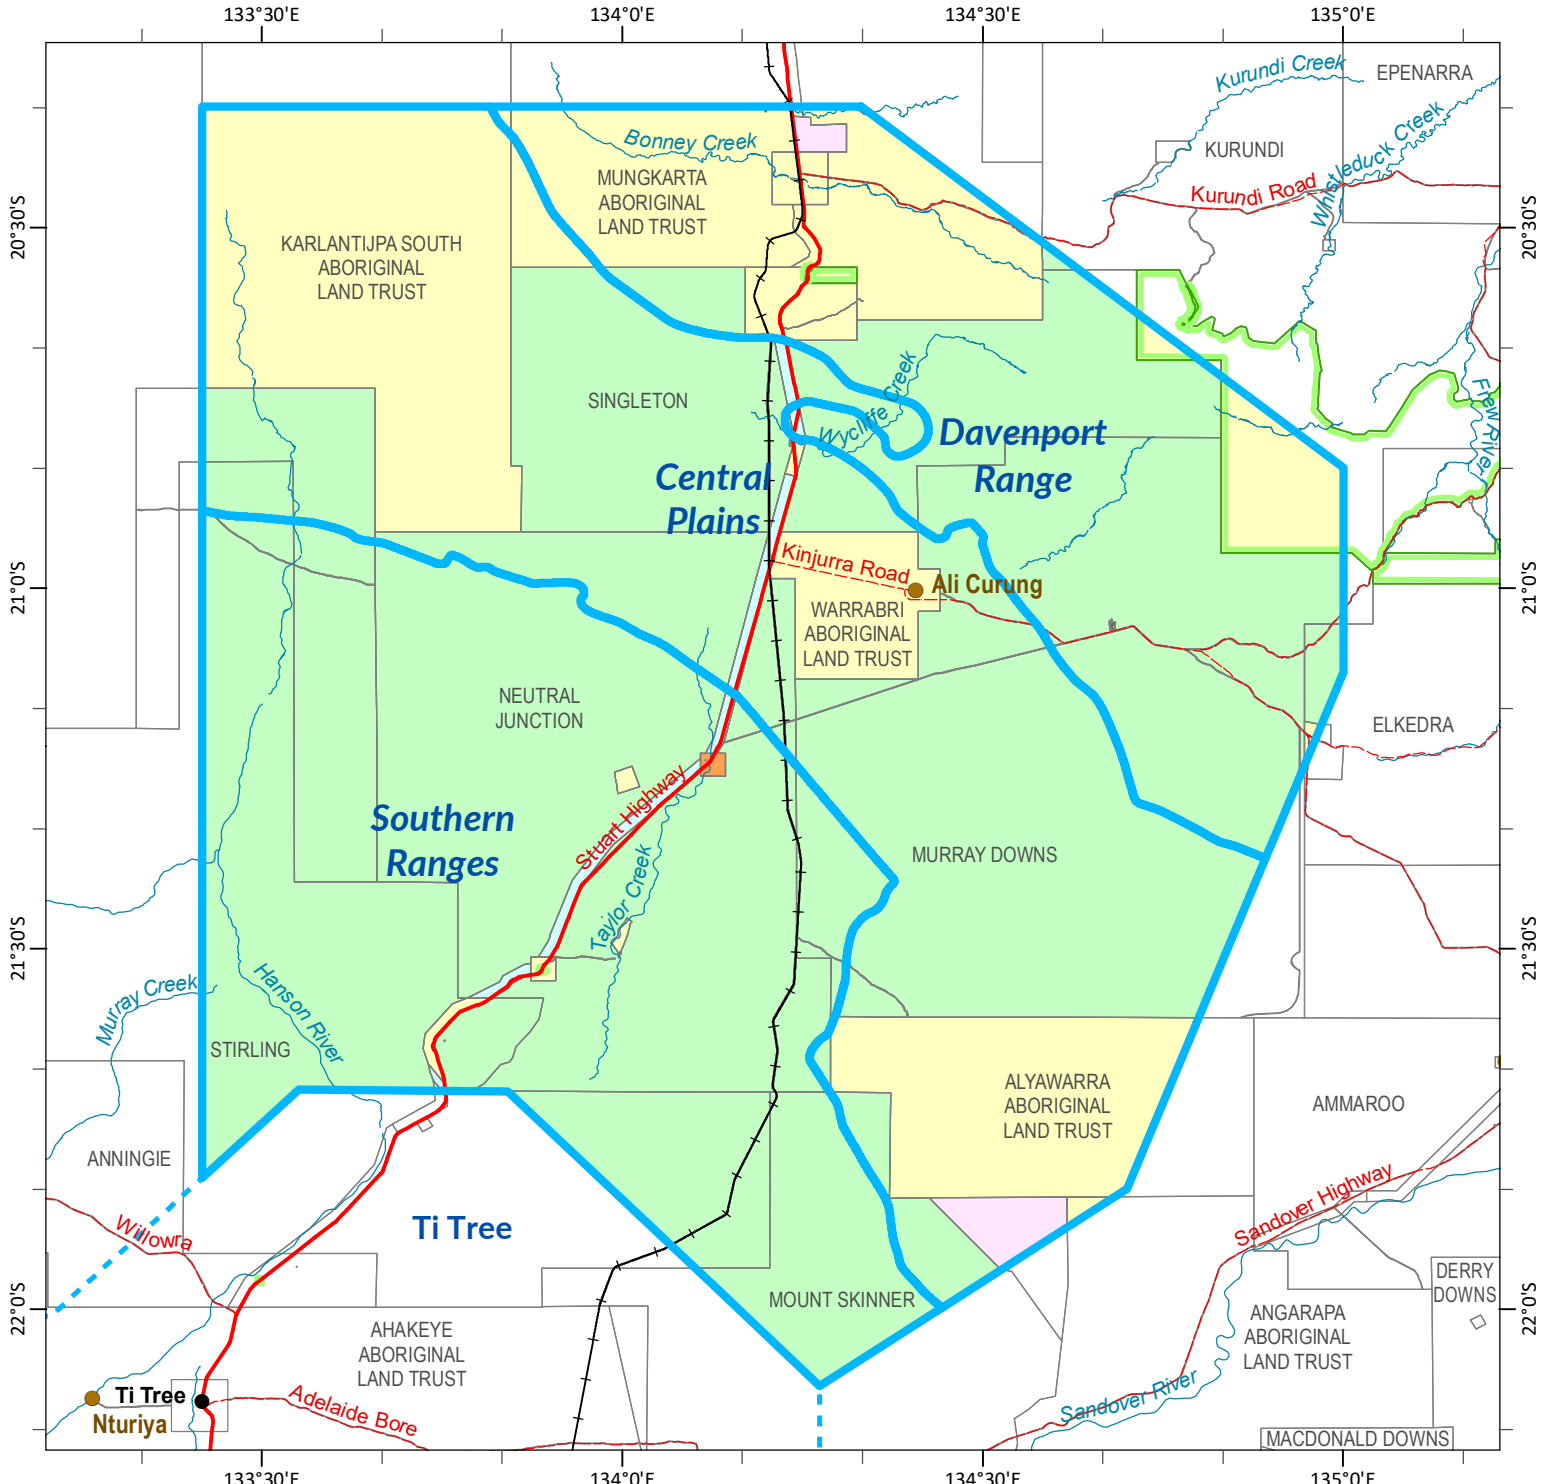 133°30'E
134°0'E
134°30'E
135°0'E
Kurundi Creek
EPENARRA
Whistleduck Creek
Bonney Creek
KURUNDI
MUNGKARTA
ABORIGINAL
LAND TRUST
Kurundi Road
20°30'S
20°30'S
KARLANTIJPA SOUTH
ABORIGINAL
LAND TRUST
SINGLETON
Wycliffe Creek
Frew River
Davenport
Range
Central
Plains
Kinjurra Road
Ali Curung
21°0'S
21°0'S
WARRABRI
ABORIGINAL
LAND TRUST
NEUTRAL
JUNCTION
ELKEDRA
Stuart Highway
Southern
Ranges
MURRAY DOWNS
Taylor Creek
21°30'S
21°30'S
Murray Creek
Hanson River
STIRLING
ALYAWARRA
ABORIGINAL
LAND TRUST
AMMAROO
ANNINGIE
Willowra
Ti Tree
Sandover Highway
DERRY
DOWNS
22°0'S
22°0'S
MOUNT SKINNER
ANGARAPA
ABORIGINAL
LAND TRUST
AHAKEYE
ABORIGINAL
LAND TRUST
Ti Tree
Nturiya
Adelaide Bore
Sandover River
MACDONALD DOWNS
133°30'E
134°0'E
134°30'E
135°0'E